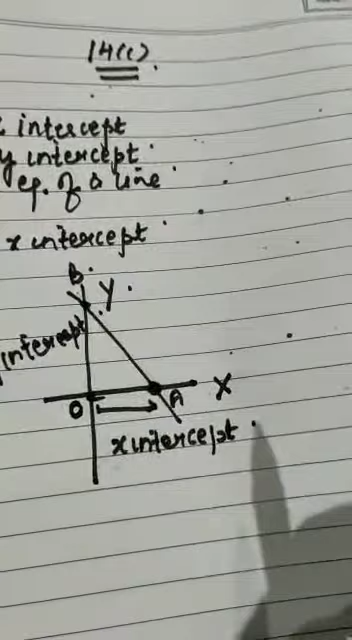 14(c).
intercept
y intercept
eq. of a line
x intercept
B
Y
intercept
O
A
X
x intercept